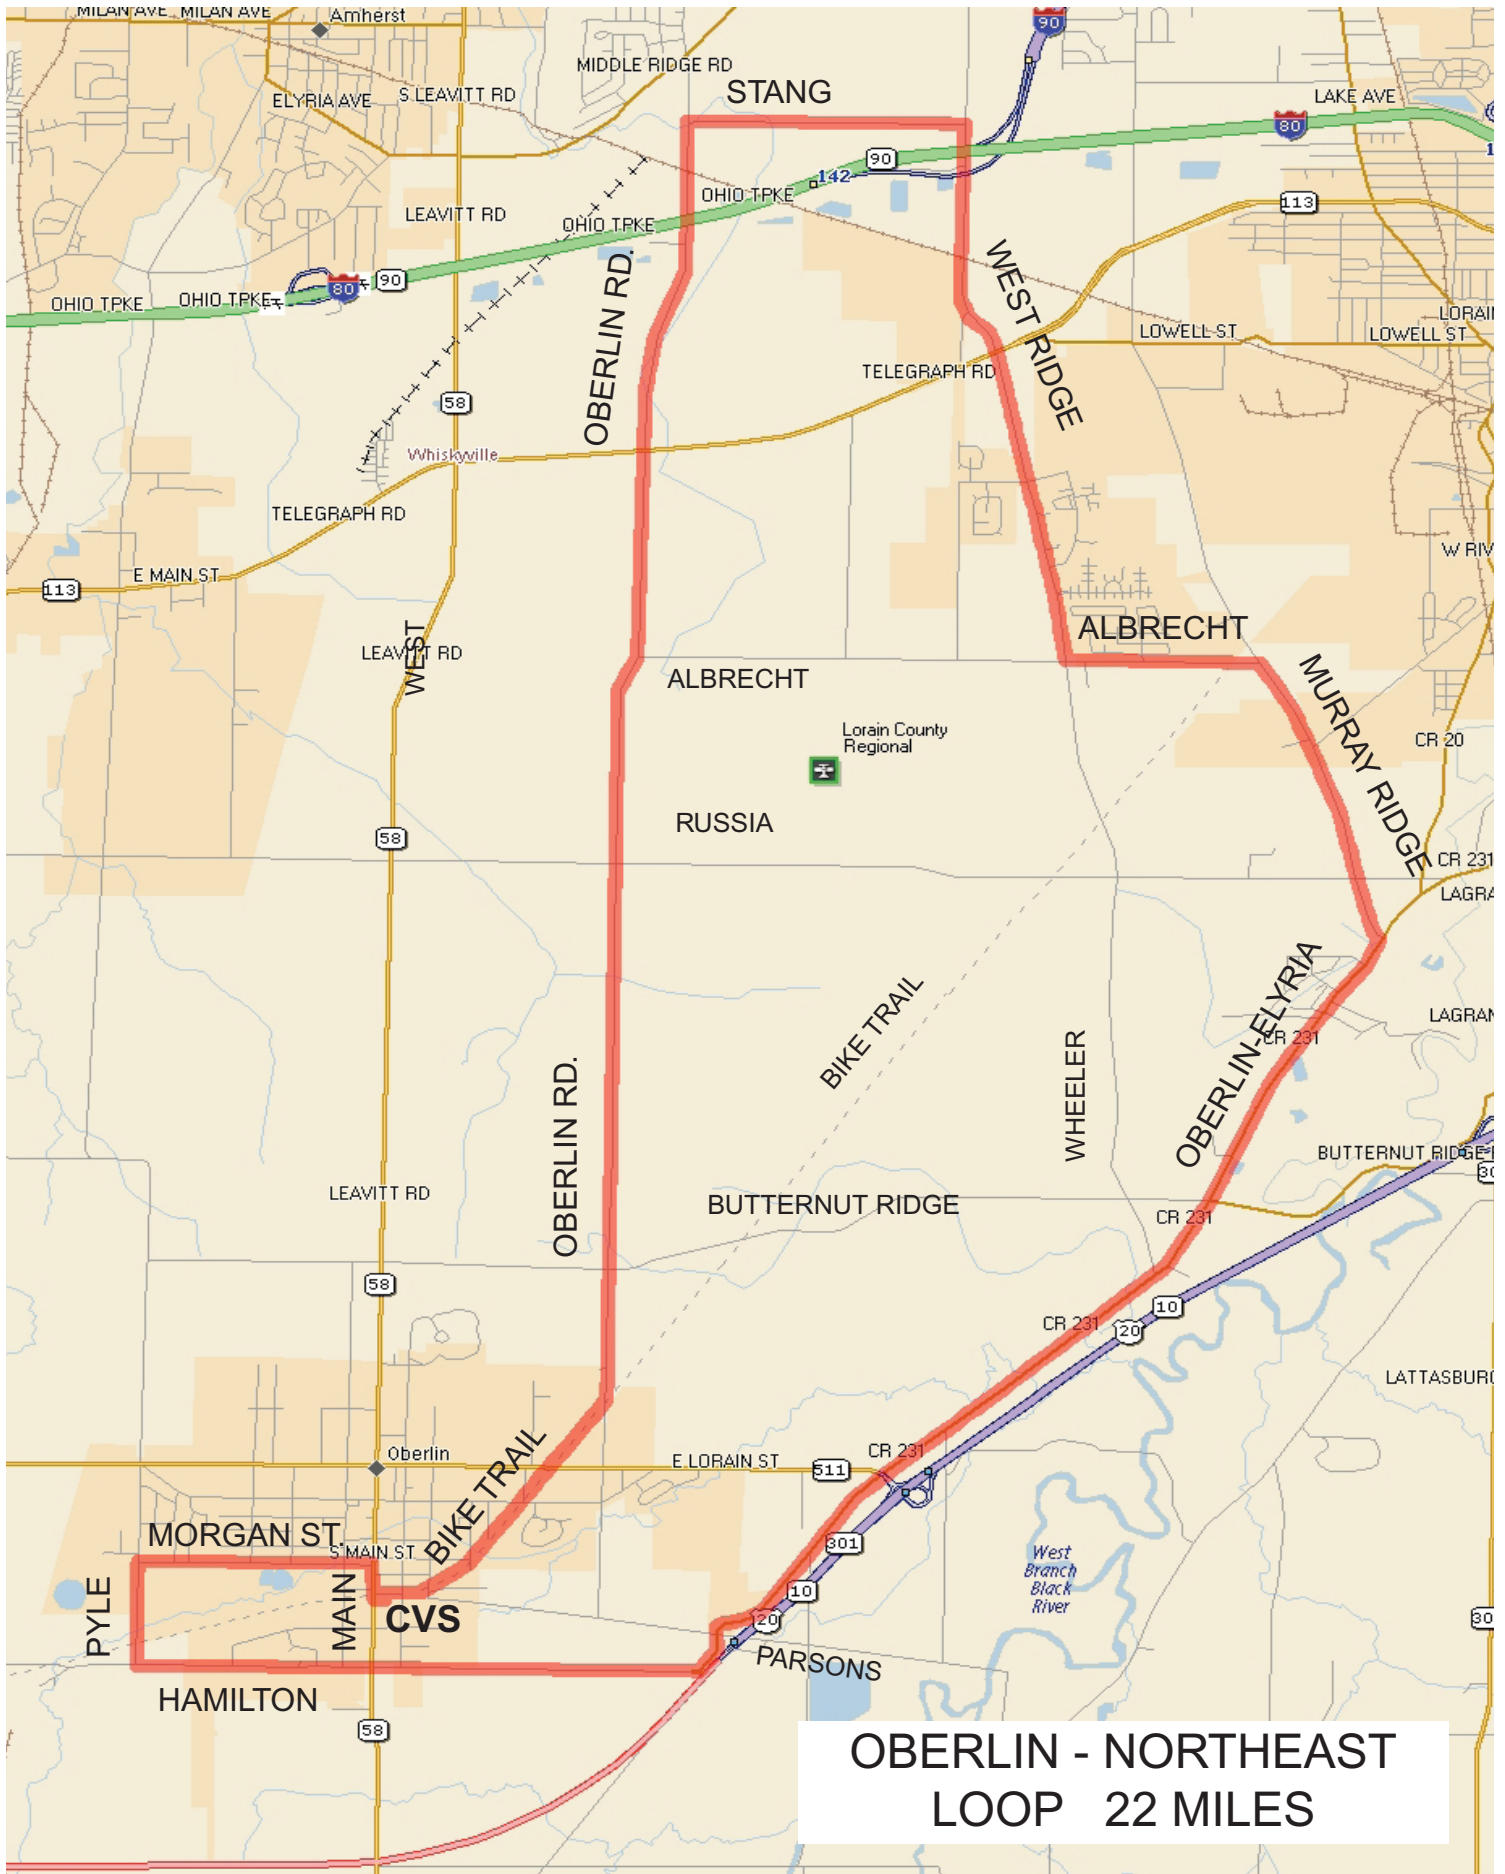 MILAN AVE
MILAN AVE
Amherst
90
MIDDLE RIDGE RD
STANG
ELYRIA AVE
S LEAVITT RD
LAKE AVE
80
90
142
OHIO TPKE
113
LEAVITT RD
OHIO TPKE
OBERLIN RD.
WEST RIDGE
OHIO TPKE
OHIO TPKE
80
90
LOWELL ST
LOWELL ST
TELEGRAPH RD
58
Whiskyville
TELEGRAPH RD
E MAIN ST
113
WEST
LEAVITT RD
ALBRECHT
ALBRECHT
MURRAY RIDGE
Lorain County
Regional
CR 20
RUSSIA
58
CR 231
BIKE TRAIL
WHEELER
OBERLIN-ELYRIA
CR 231
OBERLIN RD.
BUTTERNUT RIDGE
LEAVITT RD
BUTTERNUT RIDGE
CR 231
58
10
CR 231
20
Oberlin
BIKE TRAIL
E LORAIN ST
511
CR 231
MORGAN ST.
S MAIN ST
301
West
Branch
Black
River
PYLE
MAIN
CVS
10
20
PARSONS
HAMILTON
58
OBERLIN - NORTHEAST
LOOP 22 MILES